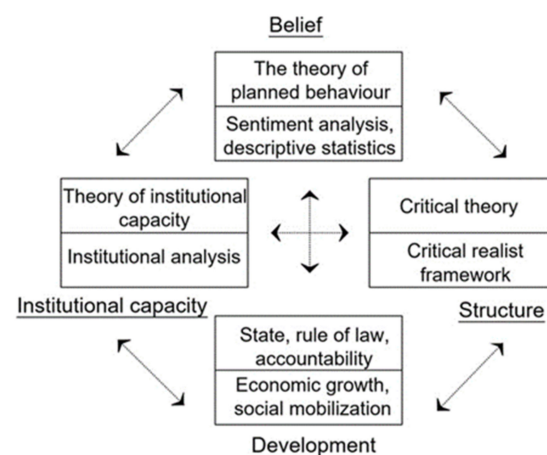 Belief
The theory of
planned behaviour
Sentiment analysis,
descriptive statistics
Theory of institutional
capacity
Institutional analysis
Institutional capacity
Critical theory
Critical realist
framework
Structure
State, rule of law,
accountability
Economic growth,
social mobilization
Development